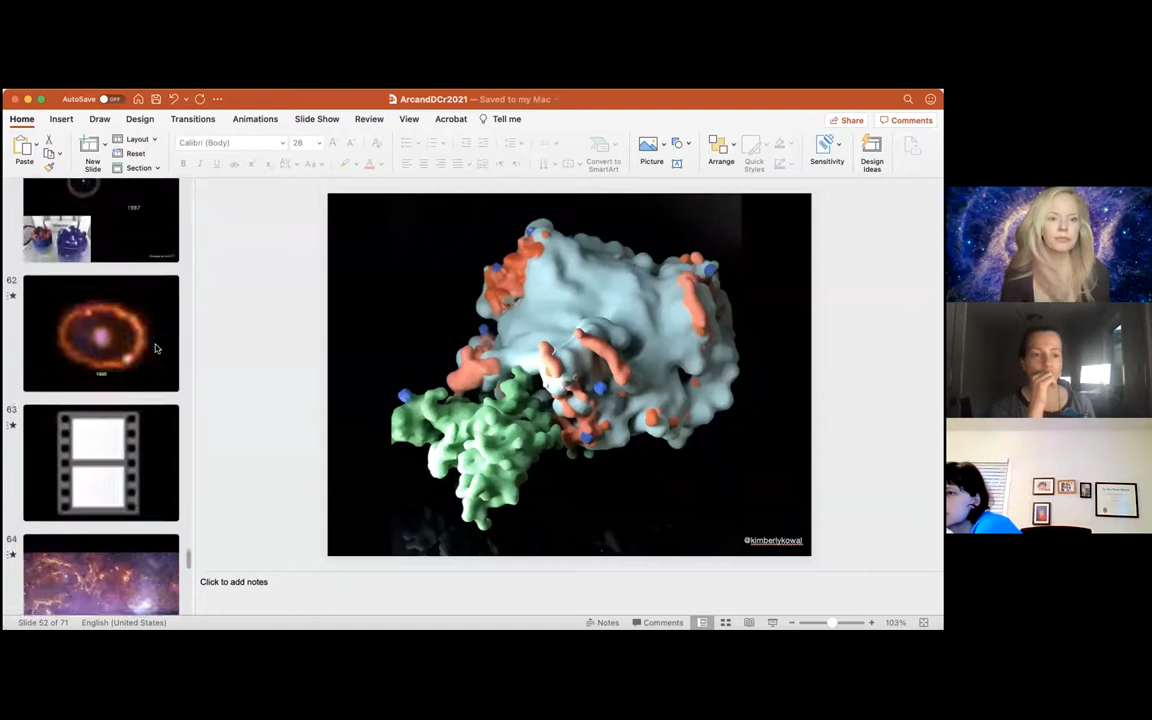 AutoSave OFF ArcandDCr2021 — Saved to my Mac
Home Insert Draw Design Transitions Animations Slide Show Review View Acrobat Tell me Share Comments
Paste New Slide Layout Reset Section Calibri (Body) 28 Convert to SmartArt Picture Arrange Quick Styles Sensitivity Design Ideas
1987
62
63
64
@kimberlykowal
Click to add notes
Slide 52 of 71 English (United States) Notes Comments 103%